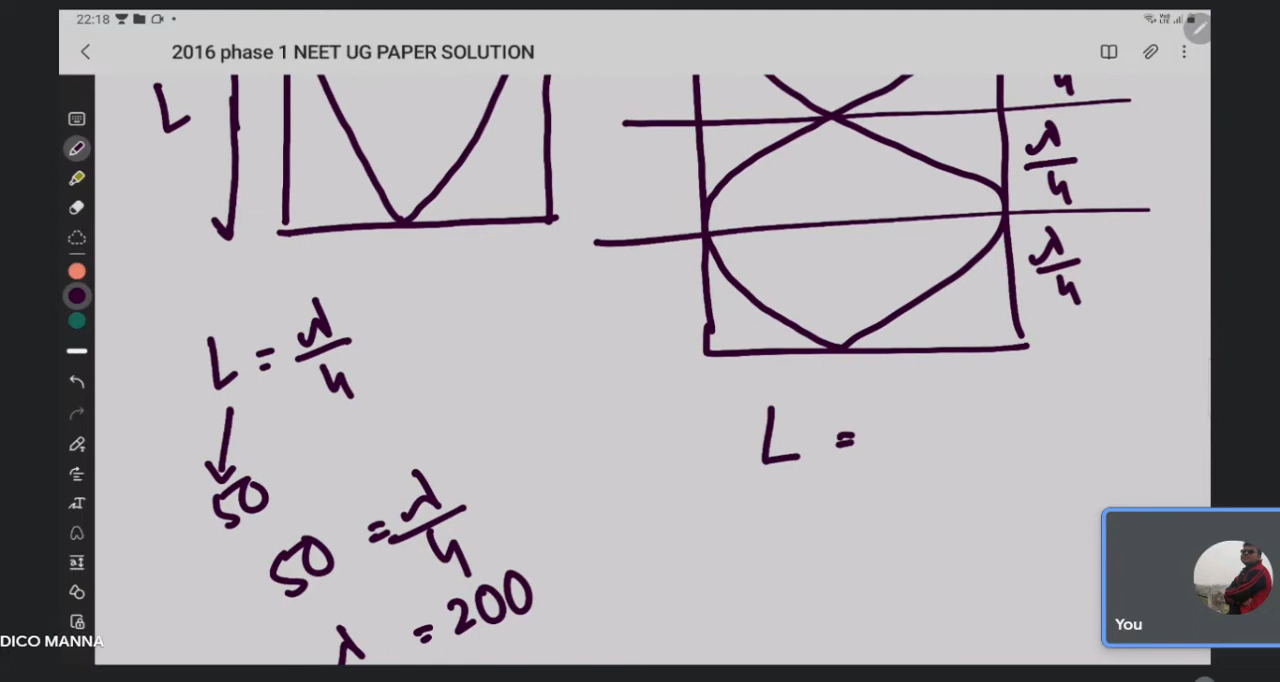 22:18
2016 phase 1 NEET UG PAPER SOLUTION
L
4
λ/4
λ/4
L = λ/4
50
50 = λ/4
λ = 200
L =
You
DICO MANNA